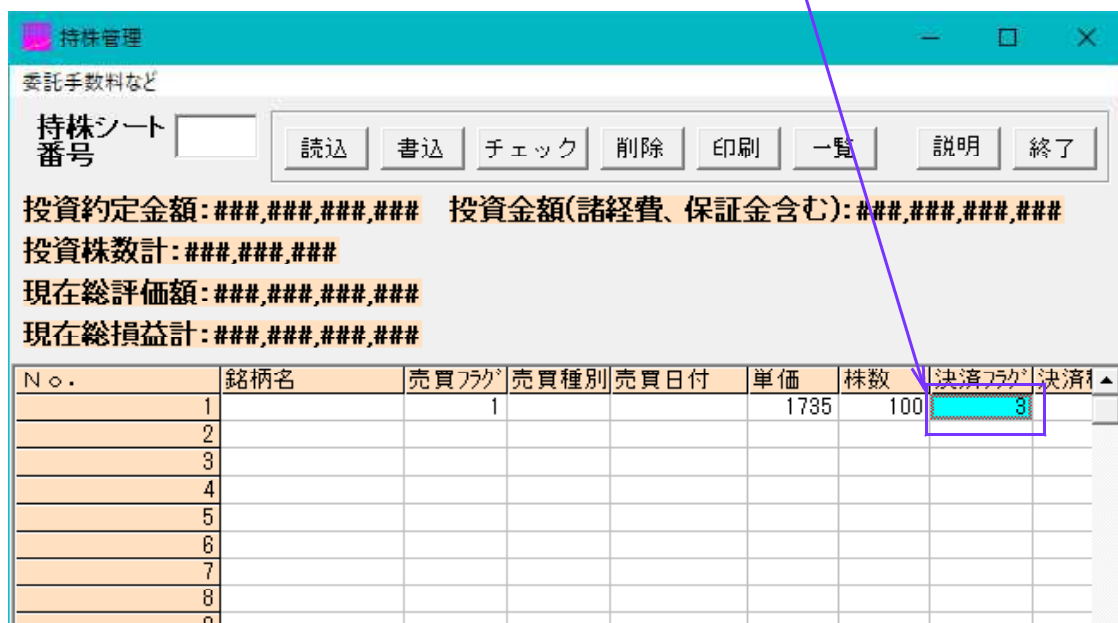 持株管理
委託手数料など
持株シート
番号
読込 書込 チェック 削除 印刷 一覧 説明 終了
投資約定金額:###,###,###,### 投資金額(諸経費、保証金含む):###,###,###,###
投資株数計:###,###,###
現在総評価額:###,###,###,###
現在総損益計:###,###,###,###
No. 銘柄名 売買フラグ 売買種別 売買日付 単価 株数 決済フラグ 決済
1 1 1735 100 3
2
3
4
5
6
7
8